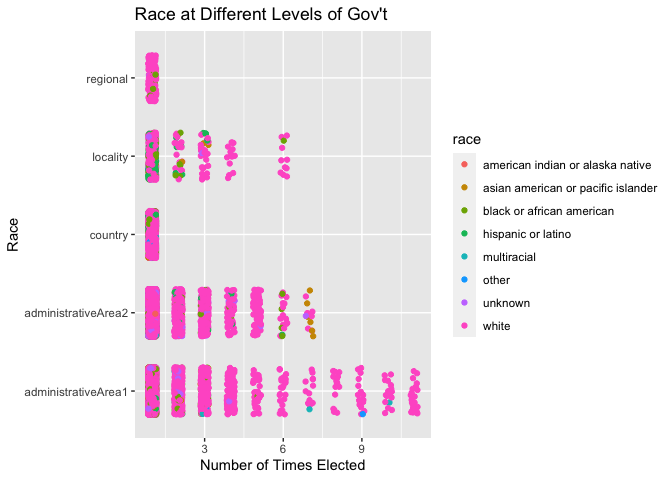 Race at Different Levels of Gov't
Race
regional
locality
country
administrativeArea2
administrativeArea1
3
6
9
Number of Times Elected
race
american indian or alaska native
asian american or pacific islander
black or african american
hispanic or latino
multiracial
other
unknown
white